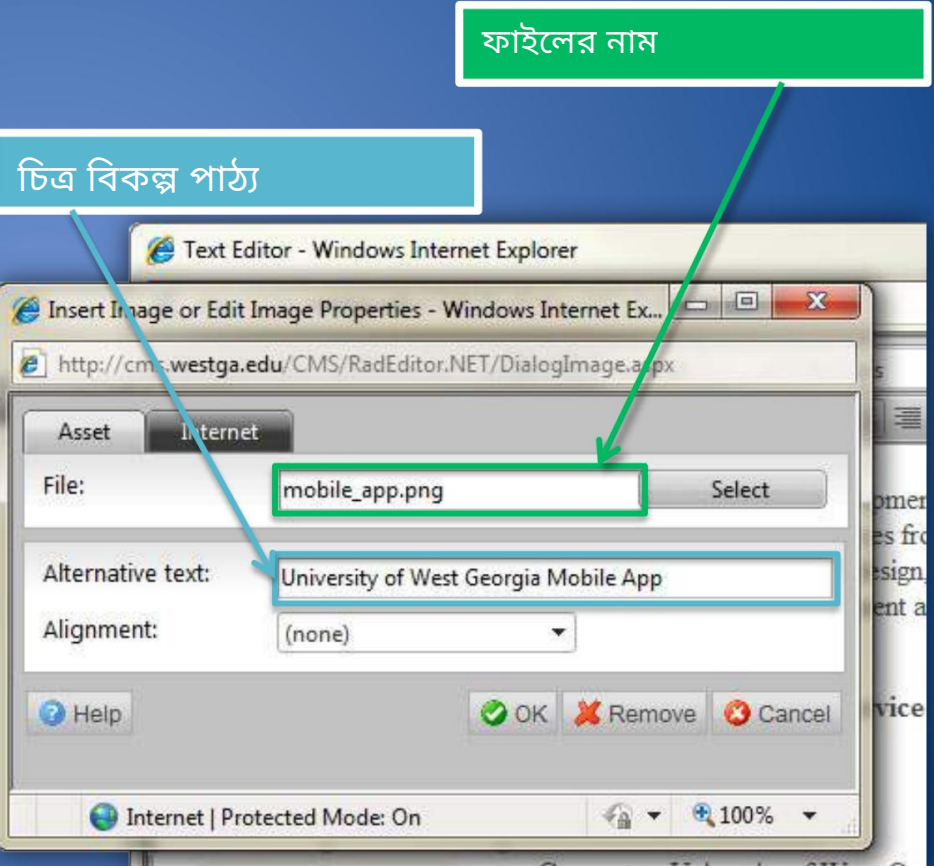 ফাইলের নাম
চিত্র বিকল্প পাঠ্য
Text Editor - Windows Internet Explorer
Insert Image or Edit Image Properties - Windows Internet Ex...
http://cms.westga.edu/CMS/RadEditor.NET/DialogImage.aspx
Asset Internet
File: mobile_app.png Select
Alternative text: University of West Georgia Mobile App
Alignment: (none)
Help OK Remove Cancel
Internet | Protected Mode: On 100%